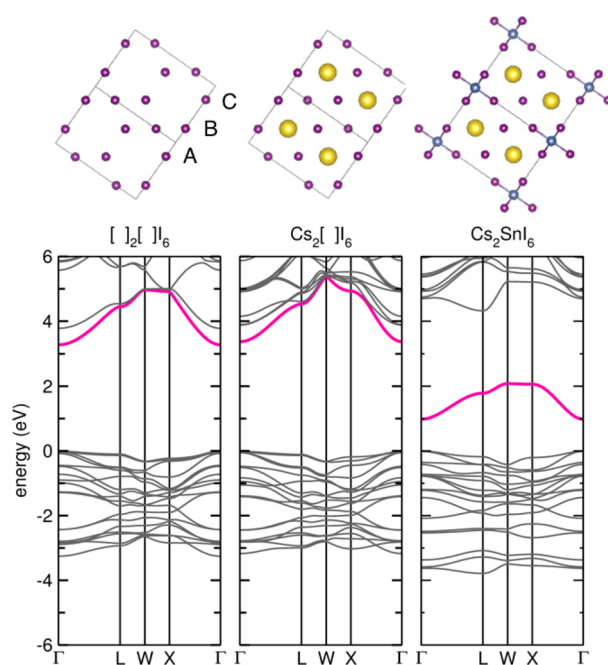 C
B
A
[ ]₂[ ]I₆
Cs₂[ ]I₆
Cs₂SnI₆
energy (eV)
6
4
2
0
-2
-4
-6
Γ L W X Γ L W X Γ L W X Γ